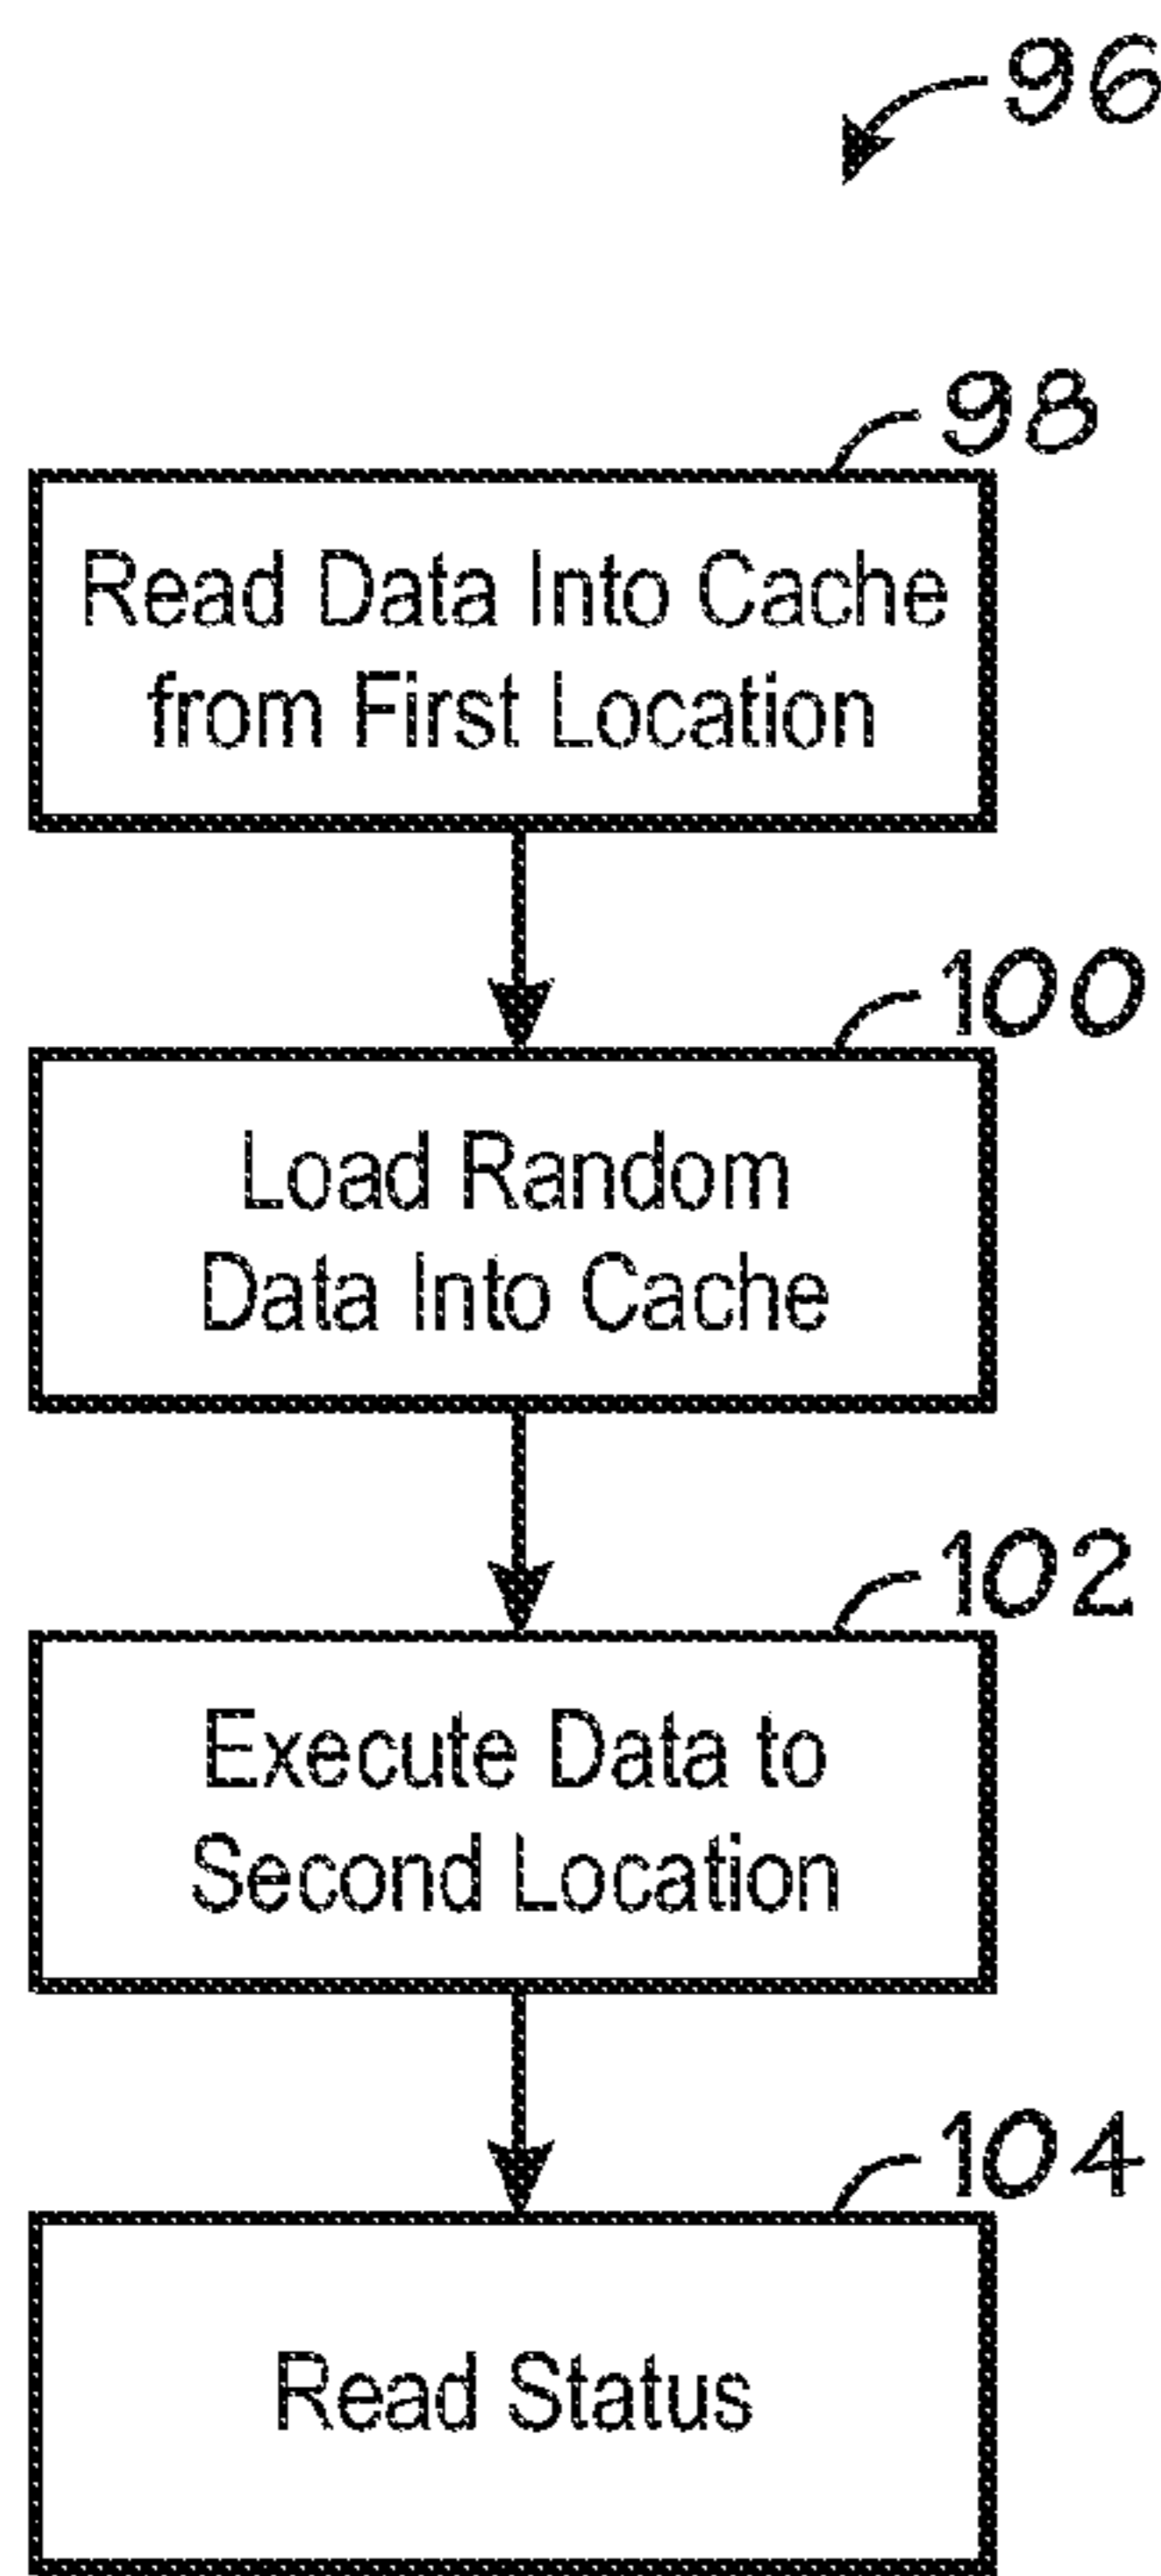 96
98
Read Data Into Cache
from First Location
100
Load Random
Data Into Cache
102
Execute Data to
Second Location
104
Read Status